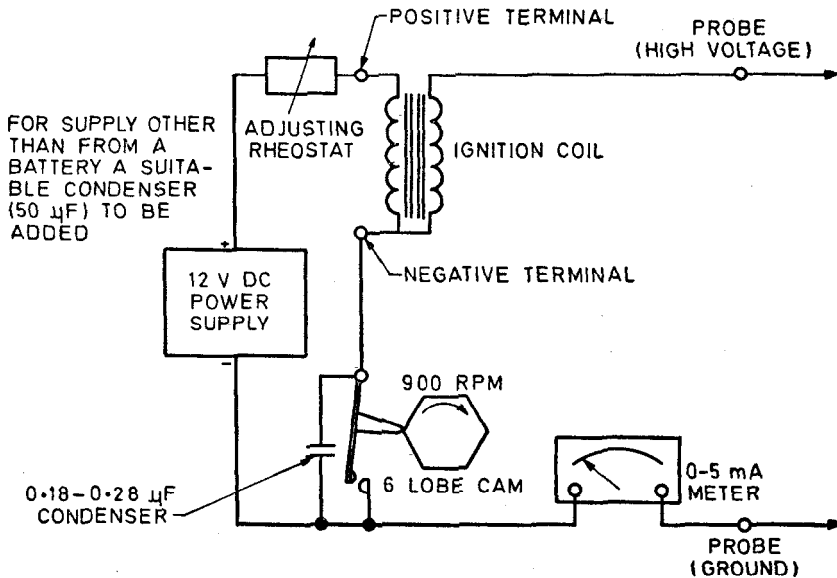 POSITIVE TERMINAL
PROBE
(HIGH VOLTAGE)
FOR SUPPLY OTHER
THAN FROM A
BATTERY A SUITA-
BLE CONDENSER
(50 µF) TO BE
ADDED
ADJUSTING
RHEOSTAT
IGNITION COIL
+
12 V DC
POWER
SUPPLY
−
NEGATIVE TERMINAL
900 RPM
6 LOBE CAM
0·18–0·28 µF
CONDENSER
0-5 mA
METER
PROBE
(GROUND)